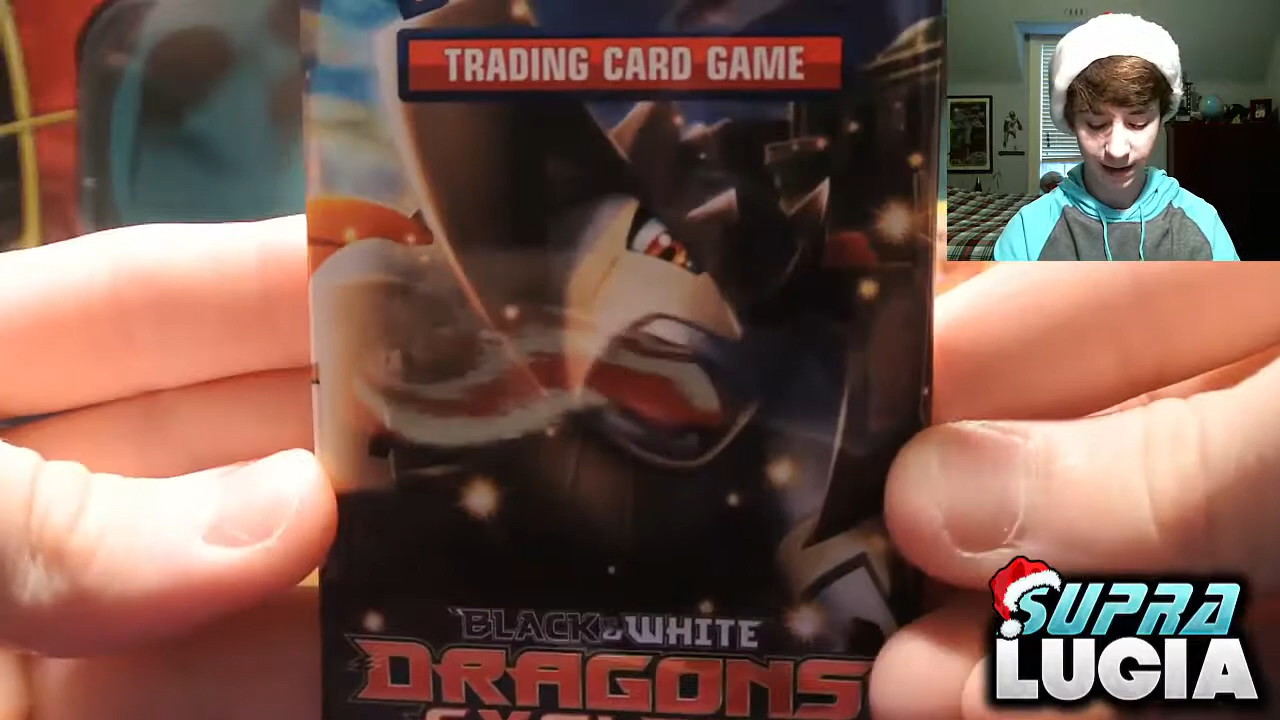 TRADING CARD GAME
BLACK & WHITE
DRAGONS
SUPRA
LUGIA